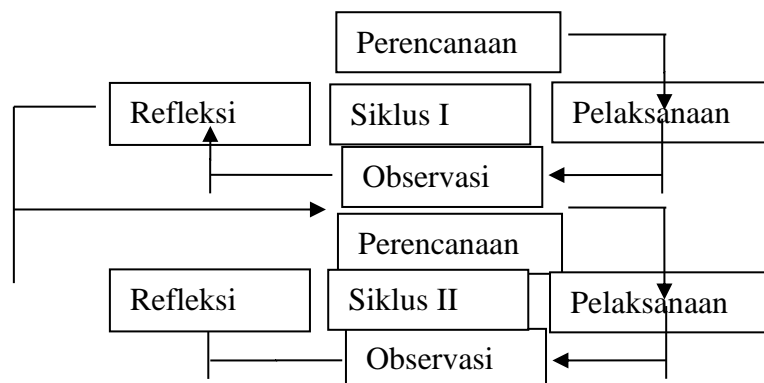 Perencanaan
Refleksi
Siklus I
Pelaksanaan
Observasi
Perencanaan
Refleksi
Siklus II
Pelaksanaan
Observasi